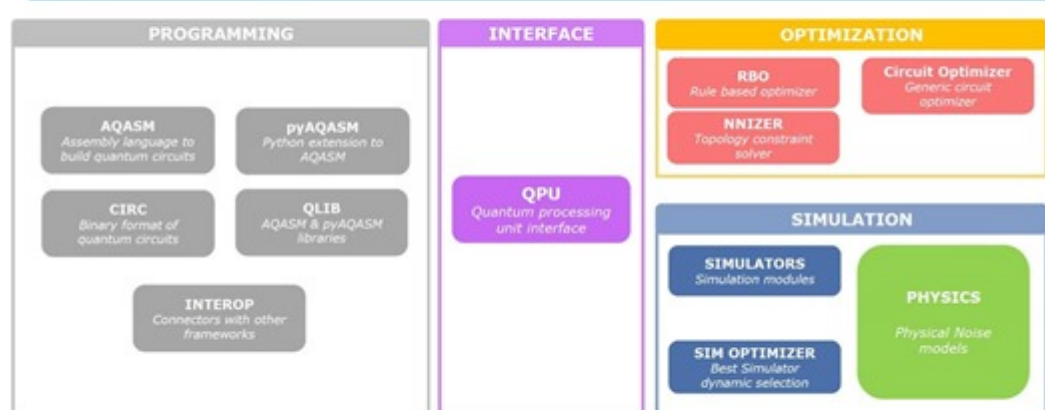 PROGRAMMING
AQASM
Assembly language to
build quantum circuits
pyAQASM
Python extension to
AQASM
CIRC
Binary format of
quantum circuits
QLIB
AQASM & pyAQASM
libraries
INTEROP
Connectors with other
frameworks
INTERFACE
QPU
Quantum processing
unit interface
OPTIMIZATION
RBO
Rule based optimizer
Circuit Optimizer
Generic circuit
optimizer
NNIZER
Topology constraint
solver
SIMULATION
SIMULATORS
Simulation modules
PHYSICS
Physical Noise
models
SIM OPTIMIZER
Best Simulator
dynamic selection